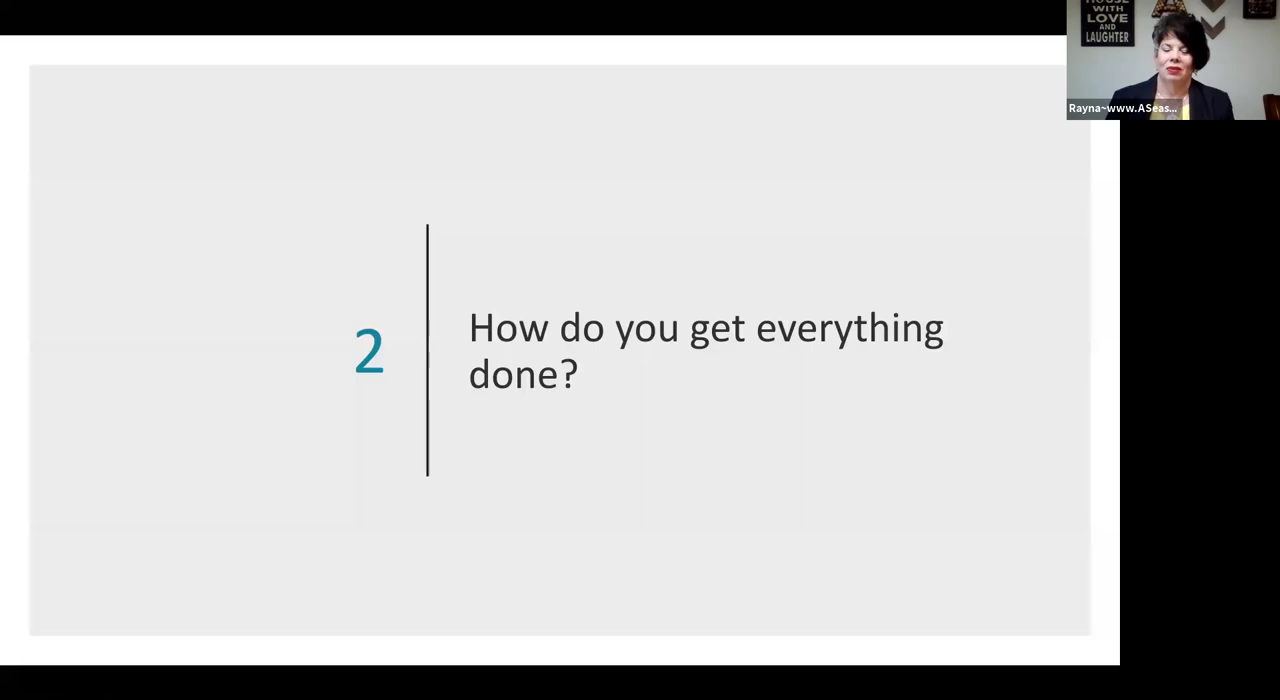 HOUSE
WITH
LOVE
AND
LAUGHTER
Rayna~www.ASeas...
2
How do you get everything
done?